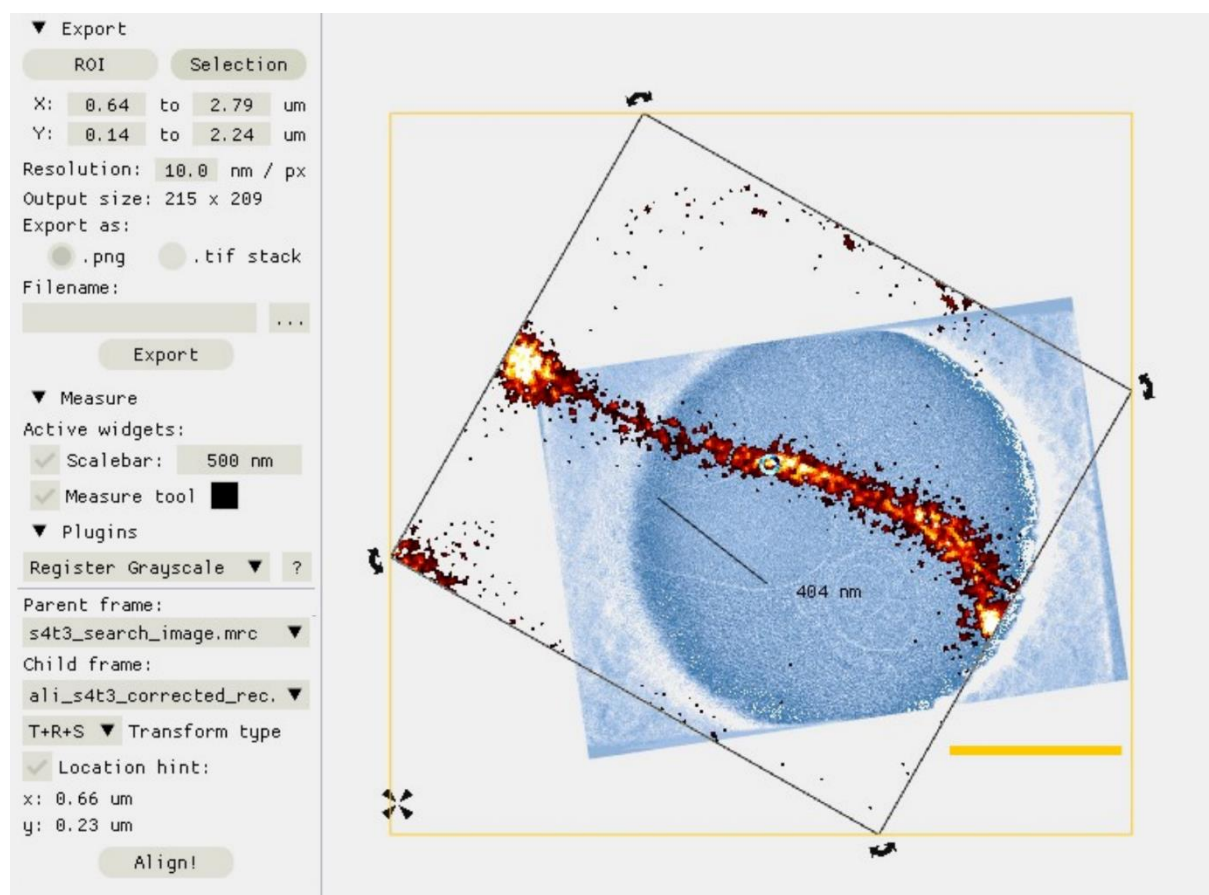 ▼ Export
ROI Selection
X: 0.64 to 2.79 um
Y: 0.14 to 2.24 um
Resolution: 10.0 nm / px
Output size: 215 x 209
Export as:
.png .tif stack
Filename:
...
Export
▼ Measure
Active widgets:
Scalebar: 500 nm
Measure tool
▼ Plugins
Register Grayscale ▼ ?
Parent frame:
s4t3_search_image.mrc ▼
Child frame:
ali_s4t3_corrected_rec. ▼
T+R+S ▼ Transform type
Location hint:
x: 0.66 um
y: 0.23 um
Align!
404 nm